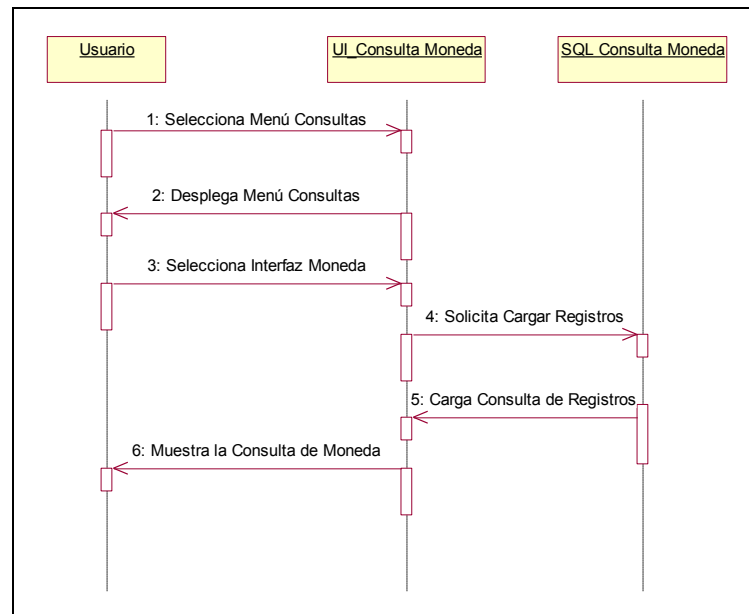 Usuario
UI_Consulta Moneda
SQL Consulta Moneda
1: Selecciona Menú Consultas
2: Desplega Menú Consultas
3: Selecciona Interfaz Moneda
4: Solicita Cargar Registros
5: Carga Consulta de Registros
6: Muestra la Consulta de Moneda